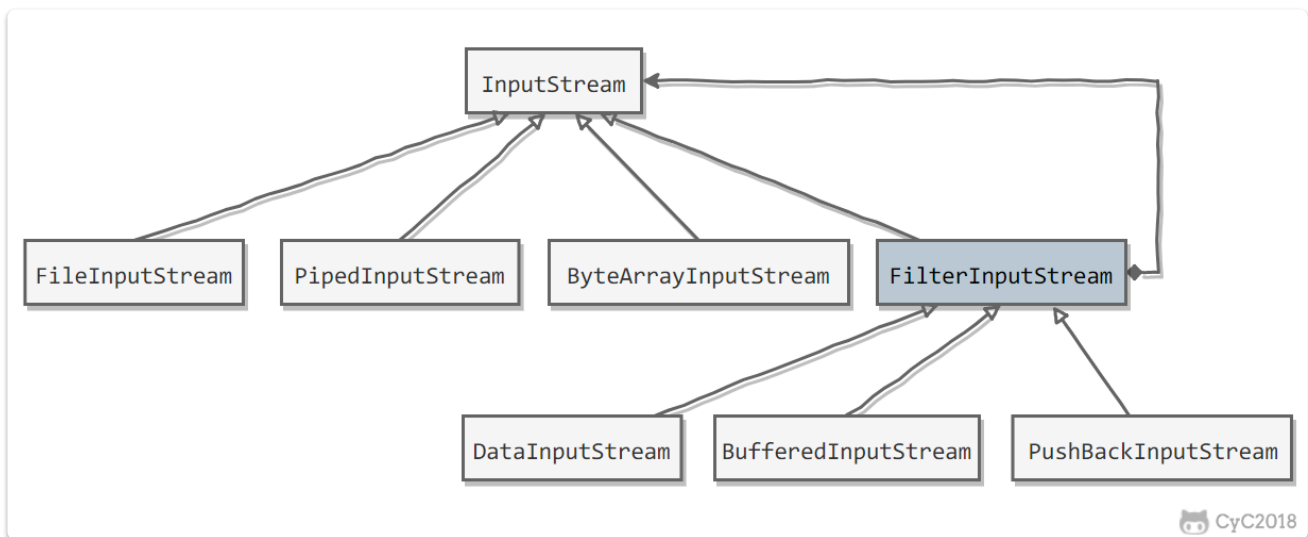 InputStream
FileInputStream
PipedInputStream
ByteArrayInputStream
FilterInputStream
DataInputStream
BufferedInputStream
PushBackInputStream
CyC2018